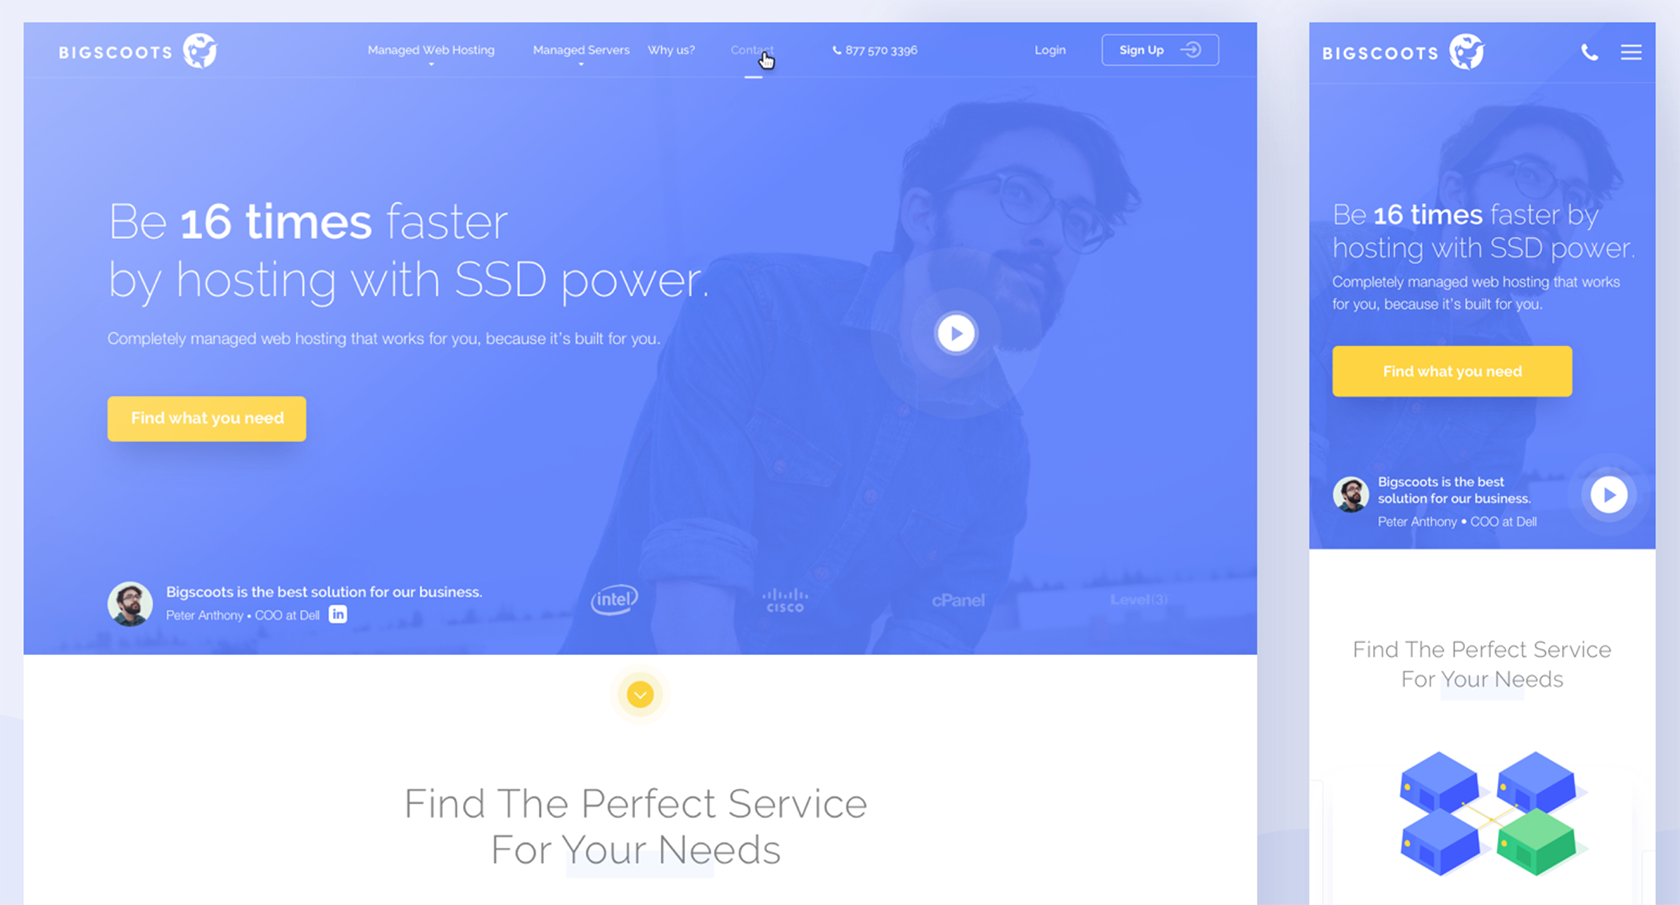 BIGSCOOTS
Managed Web Hosting
Managed Servers
Why us?
Contact
877 570 3396
Login
Sign Up
Be 16 times faster
by hosting with SSD power.
Completely managed web hosting that works for you, because it's built for you.
Find what you need
Bigscoots is the best solution for our business.
Peter Anthony • COO at Dell in
intel
CISCO
cPanel
Level(3)
Find The Perfect Service
For Your Needs
BIGSCOOTS
Be 16 times faster by
hosting with SSD power.
Completely managed web hosting that works
for you, because it's built for you.
Find what you need
Bigscoots is the best
solution for our business.
Peter Anthony • COO at Dell
Find The Perfect Service
For Your Needs